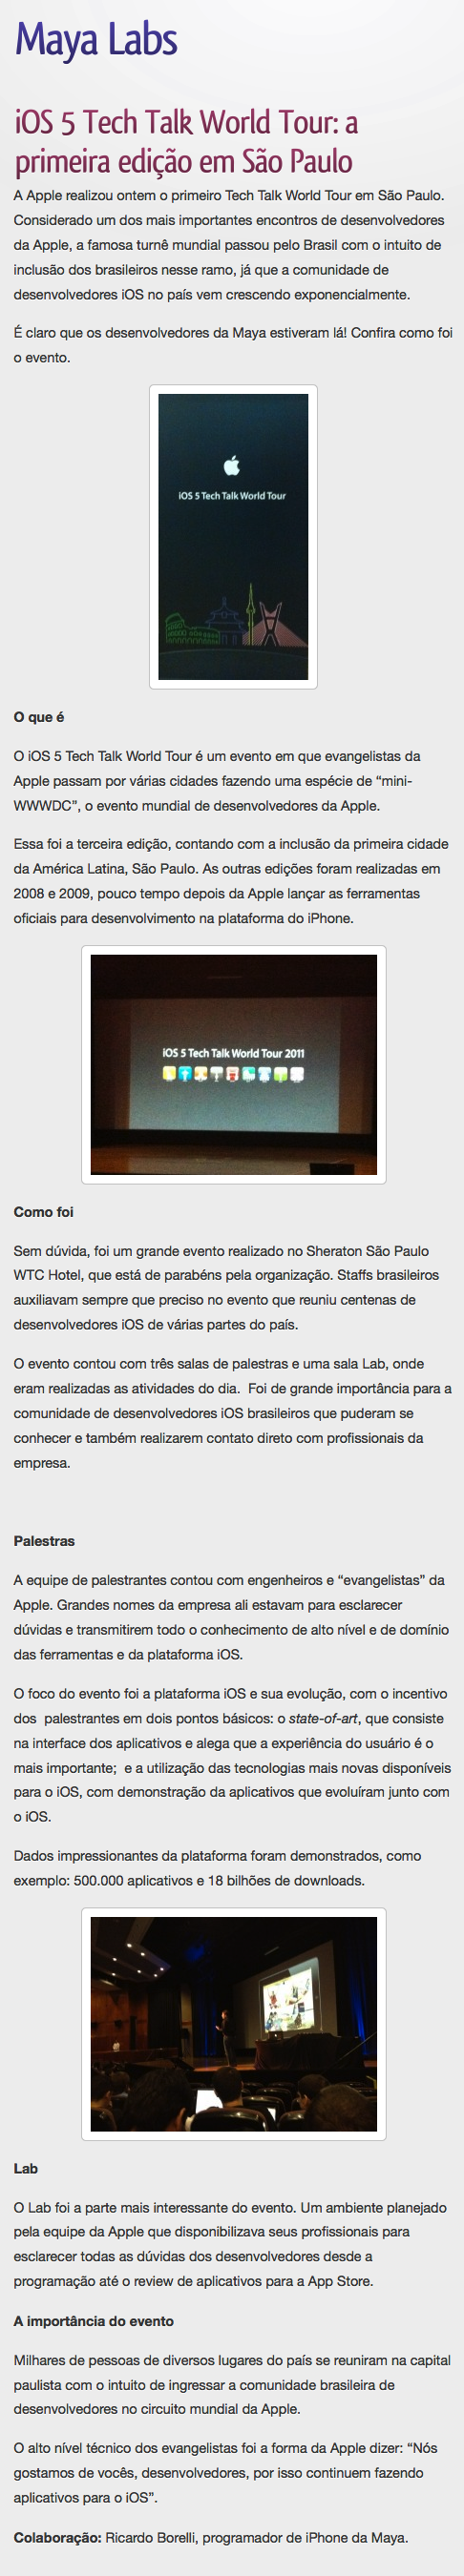 Maya Labs
iOS 5 Tech Talk World Tour: a
primeira edição em São Paulo
A Apple realizou ontem o primeiro Tech Talk World Tour em São Paulo.
Considerado um dos mais importantes encontros de desenvolvedores
da Apple, a famosa turnê mundial passou pelo Brasil com o intuito de
inclusão dos brasileiros nesse ramo, já que a comunidade de
desenvolvedores iOS no país vem crescendo exponencialmente.
É claro que os desenvolvedores da Maya estiveram lá! Confira como foi
o evento.
iOS 5 Tech Talk World Tour
O que é
O iOS 5 Tech Talk World Tour é um evento em que evangelistas da
Apple passam por várias cidades fazendo uma espécie de “mini-
WWWDC”, o evento mundial de desenvolvedores da Apple.
Essa foi a terceira edição, contando com a inclusão da primeira cidade
da América Latina, São Paulo. As outras edições foram realizadas em
2008 e 2009, pouco tempo depois da Apple lançar as ferramentas
oficiais para desenvolvimento na plataforma do iPhone.
iOS 5 Tech Talk World Tour 2011
Como foi
Sem dúvida, foi um grande evento realizado no Sheraton São Paulo
WTC Hotel, que está de parabéns pela organização. Staffs brasileiros
auxiliavam sempre que preciso no evento que reuniu centenas de
desenvolvedores iOS de várias partes do país.
O evento contou com três salas de palestras e uma sala Lab, onde
eram realizadas as atividades do dia.  Foi de grande importância para a
comunidade de desenvolvedores iOS brasileiros que puderam se
conhecer e também realizarem contato direto com profissionais da
empresa.
Palestras
A equipe de palestrantes contou com engenheiros e “evangelistas” da
Apple. Grandes nomes da empresa ali estavam para esclarecer
dúvidas e transmitirem todo o conhecimento de alto nível e de domínio
das ferramentas e da plataforma iOS.
O foco do evento foi a plataforma iOS e sua evolução, com o incentivo
dos  palestrantes em dois pontos básicos: o state-of-art, que consiste
na interface dos aplicativos e alega que a experiência do usuário é o
mais importante;  e a utilização das tecnologias mais novas disponíveis
para o iOS, com demonstração da aplicativos que evoluíram junto com
o iOS.
Dados impressionantes da plataforma foram demonstrados, como
exemplo: 500.000 aplicativos e 18 bilhões de downloads.
Lab
O Lab foi a parte mais interessante do evento. Um ambiente planejado
pela equipe da Apple que disponibilizava seus profissionais para
esclarecer todas as dúvidas dos desenvolvedores desde a
programação até o review de aplicativos para a App Store.
A importância do evento
Milhares de pessoas de diversos lugares do país se reuniram na capital
paulista com o intuito de ingressar a comunidade brasileira de
desenvolvedores no circuito mundial da Apple.
O alto nível técnico dos evangelistas foi a forma da Apple dizer: “Nós
gostamos de vocês, desenvolvedores, por isso continuem fazendo
aplicativos para o iOS”.
Colaboração: Ricardo Borelli, programador de iPhone da Maya.